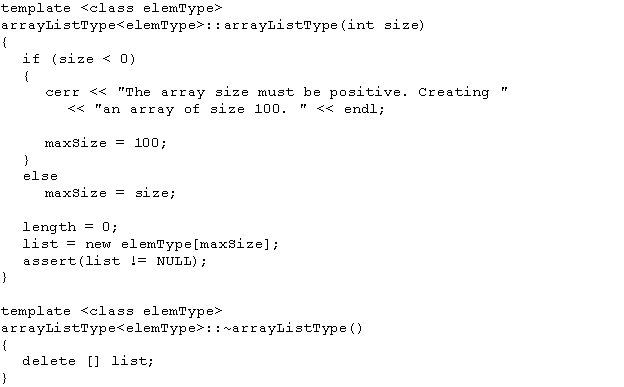 template <class elemType>
arrayListType<elemType>::arrayListType(int size)
{
if (size < 0)
{
cerr << "The array size must be positive. Creating "
<< "an array of size 100. " << endl;
maxSize = 100;
}
else
maxSize = size;
length = 0;
list = new elemType[maxSize];
assert(list != NULL);
}
template <class elemType>
arrayListType<elemType>::~arrayListType()
{
delete [] list;
}